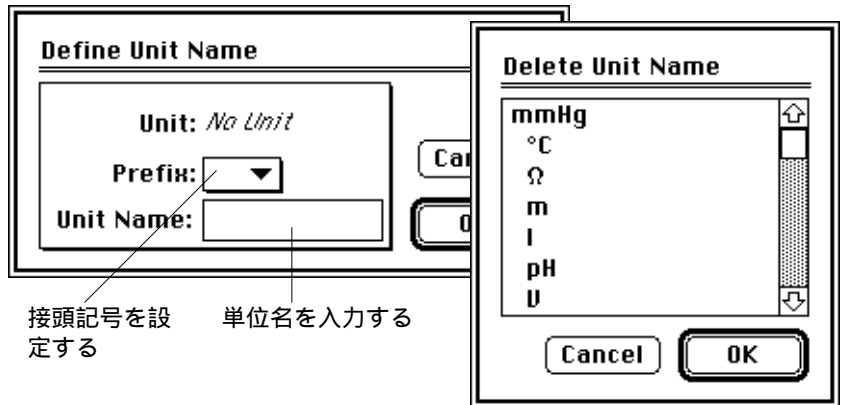 Define Unit Name
Unit: No Unit
Prefix:
Unit Name:
接頭記号を設
定する
単位名を入力する
Delete Unit Name
mmHg
°C
Ω
m
l
pH
V
Cancel
OK